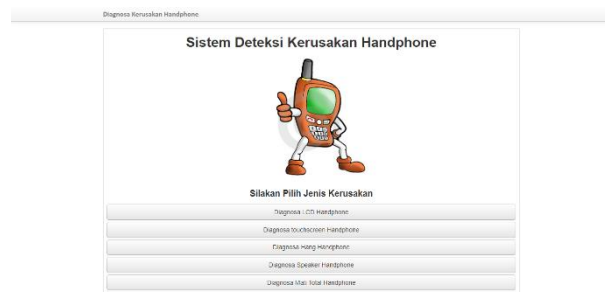 Diagnosa Kerusakan Handphone
Sistem Deteksi Kerusakan Handphone
Silakan Pilih Jenis Kerusakan
Diagnosa LCD Handphone
Diagnosa touchscreen Handphone
Diagnosa Hang Handphone
Diagnosa Speaker Handphone
Diagnosa Mati Total Handphone